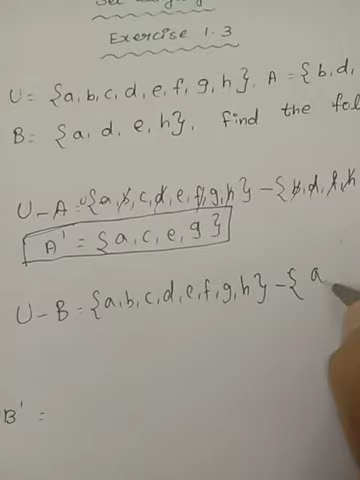 Exercise 1.3
U = {a, b, c, d, e, f, g, h}, A = {b, d,
B = {a, d, e, h}, find the fol
U - A = {a, b, c, d, e, f, g, h} - {b, d, f, h
A' = {a, c, e, g}
U - B = {a, b, c, d, e, f, g, h} - { a
B' =